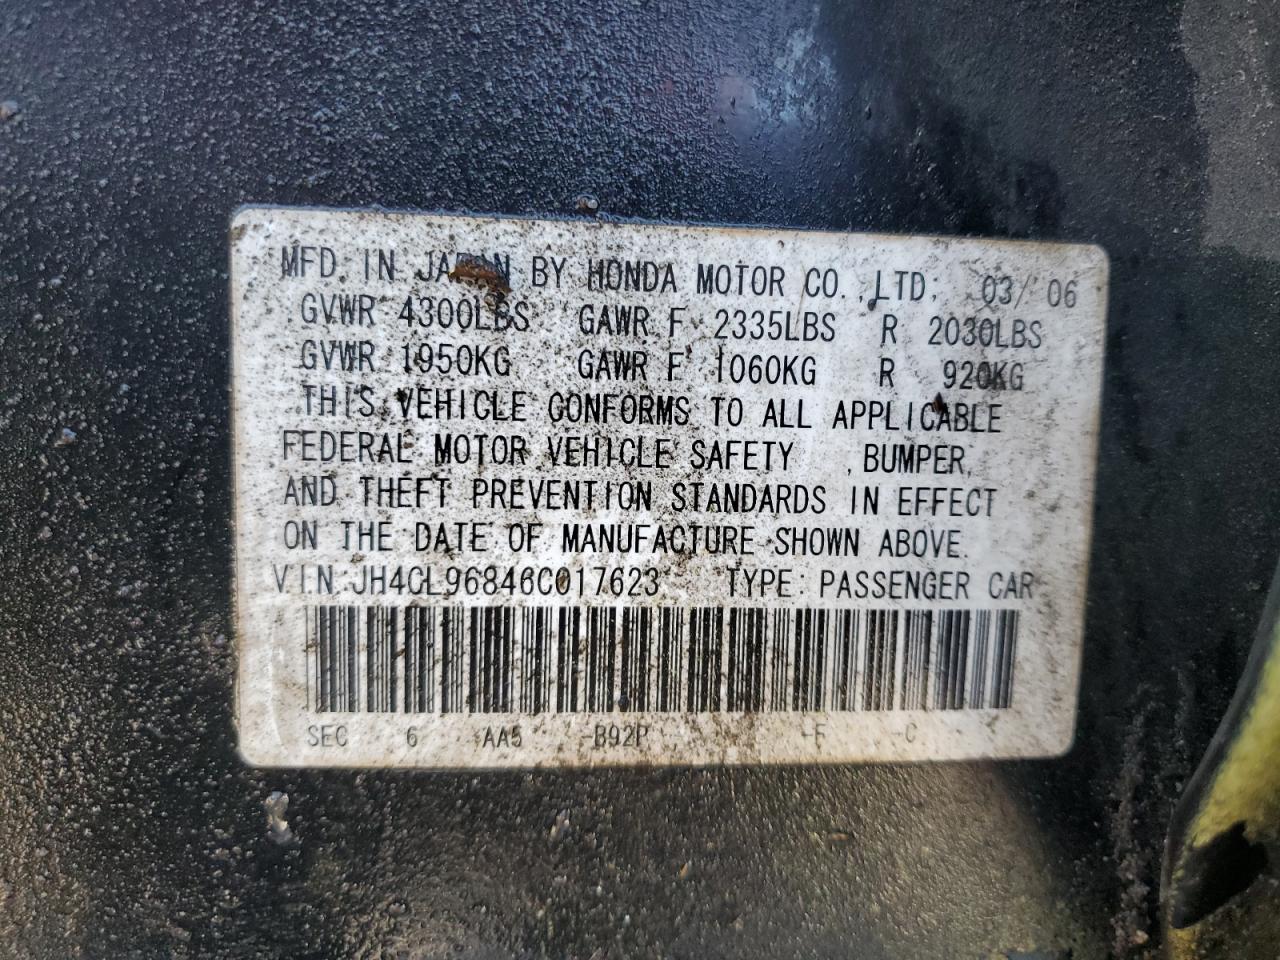 MFD. IN JAPAN BY HONDA MOTOR CO.,LTD. 03/ 06
GVWR 4300LBS GAWR F 2335LBS R 2030LBS
GVWR 1950KG GAWR F 1060KG R 920KG
THIS VEHICLE CONFORMS TO ALL APPLICABLE
FEDERAL MOTOR VEHICLE SAFETY , BUMPER,
AND THEFT PREVENTION STANDARDS IN EFFECT
ON THE DATE OF MANUFACTURE SHOWN ABOVE.
VIN:JH4CL96846C017623 TYPE: PASSENGER CAR
SEC 6 AA5 -B92P -F -C